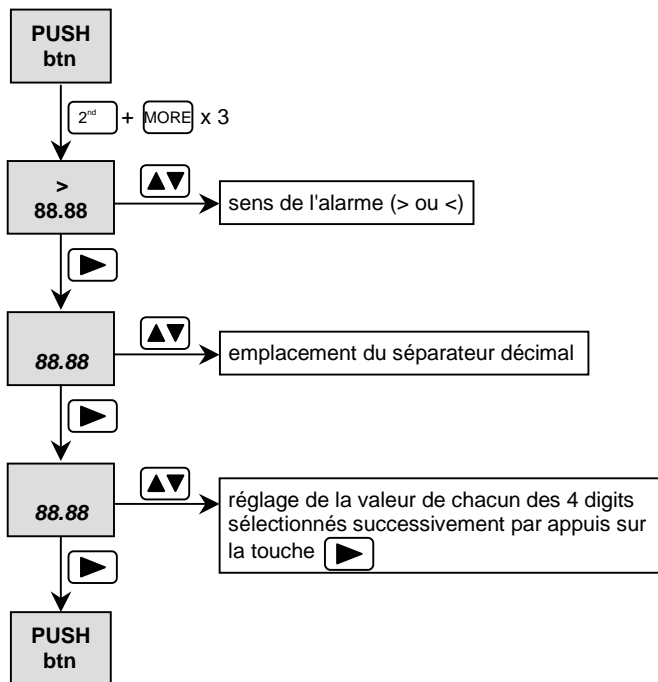 PUSH
btn
2nd + MORE x 3
>
88.88
sens de l'alarme (> ou <)
88.88
emplacement du séparateur décimal
88.88
réglage de la valeur de chacun des 4 digits
sélectionnés successivement par appuis sur
la touche
PUSH
btn